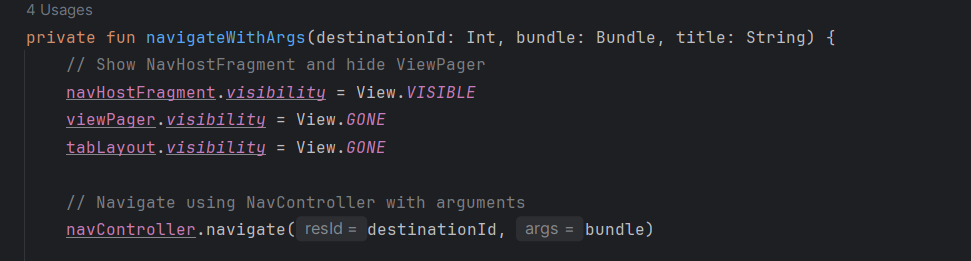 4 Usages
private fun navigateWithArgs(destinationId: Int, bundle: Bundle, title: String) {
// Show NavHostFragment and hide ViewPager
navHostFragment.visibility = View.VISIBLE
viewPager.visibility = View.GONE
tabLayout.visibility = View.GONE
// Navigate using NavController with arguments
navController.navigate( resId = destinationId, args = bundle)